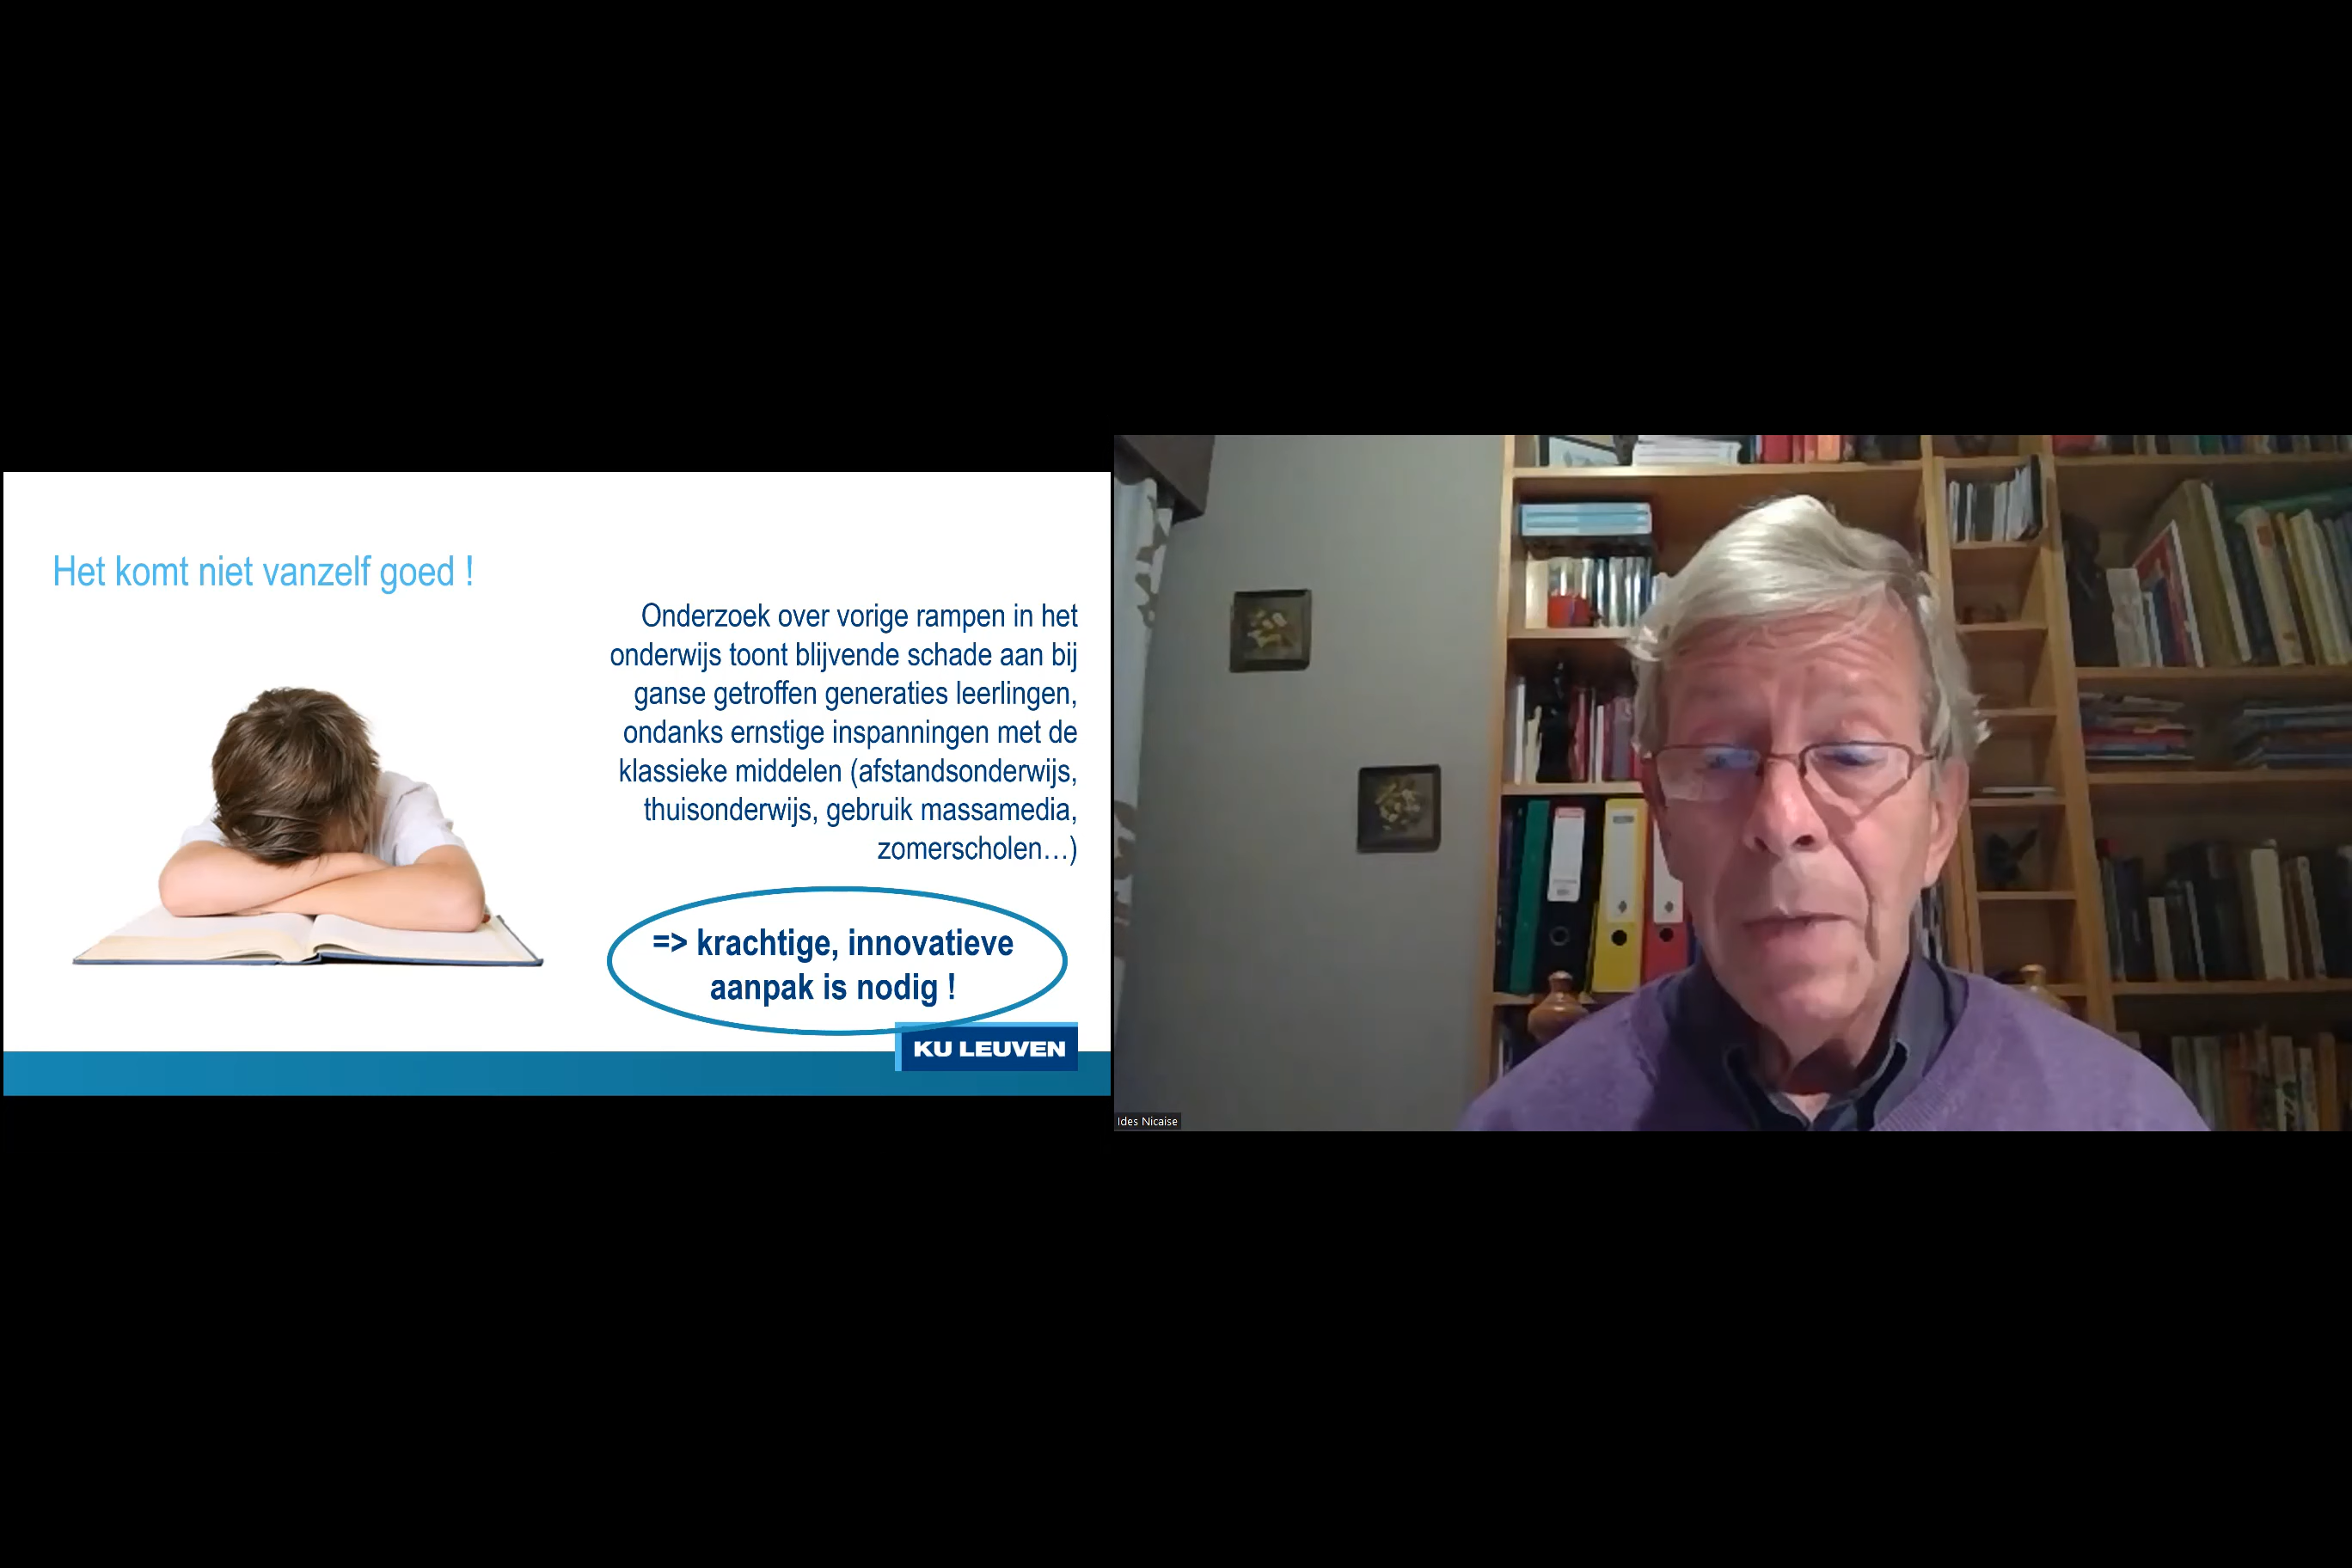 Het komt niet vanzelf goed !
Onderzoek over vorige rampen in het
onderwijs toont blijvende schade aan bij
ganse getroffen generaties leerlingen,
ondanks ernstige inspanningen met de
klassieke middelen (afstandsonderwijs,
thuisonderwijs, gebruik massamedia,
zomerscholen…)
=> krachtige, innovatieve
aanpak is nodig !
KU LEUVEN
Ides Nicaise